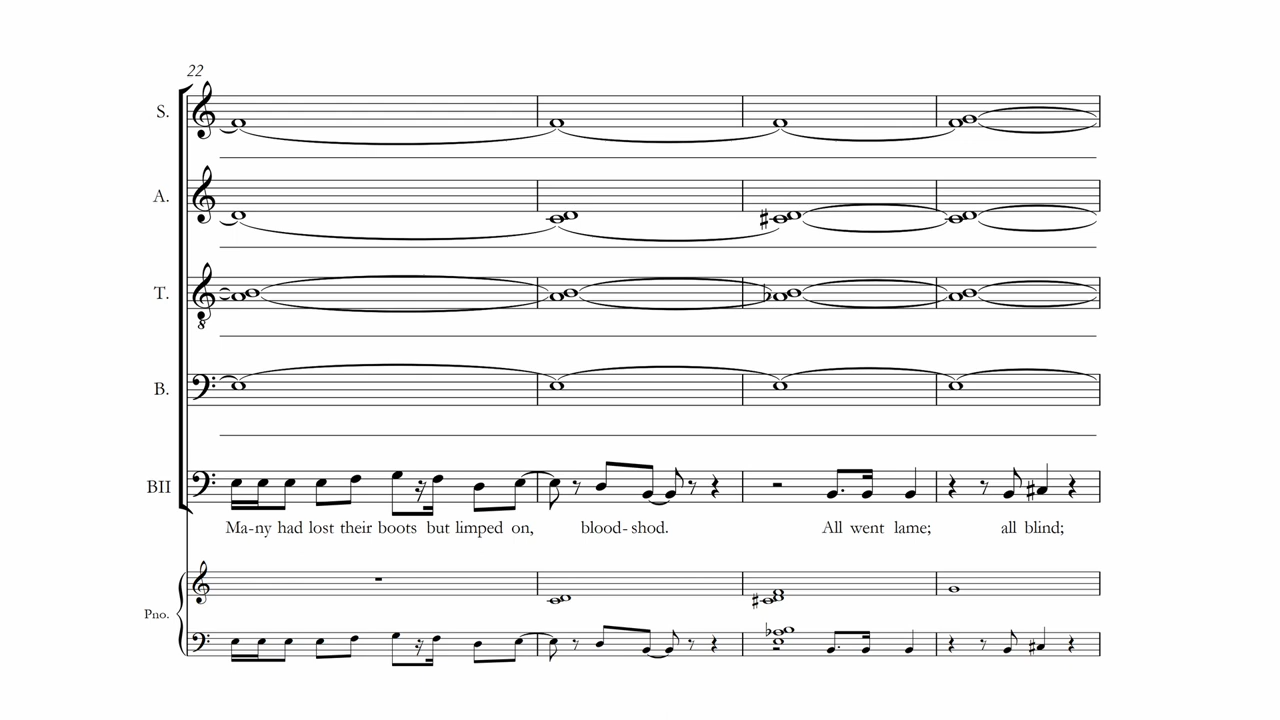 22
S.
A.
T.
8
B.
BII
Ma-ny had lost their boots but limped on, blood-shod. All went lame; all blind;
Pno.